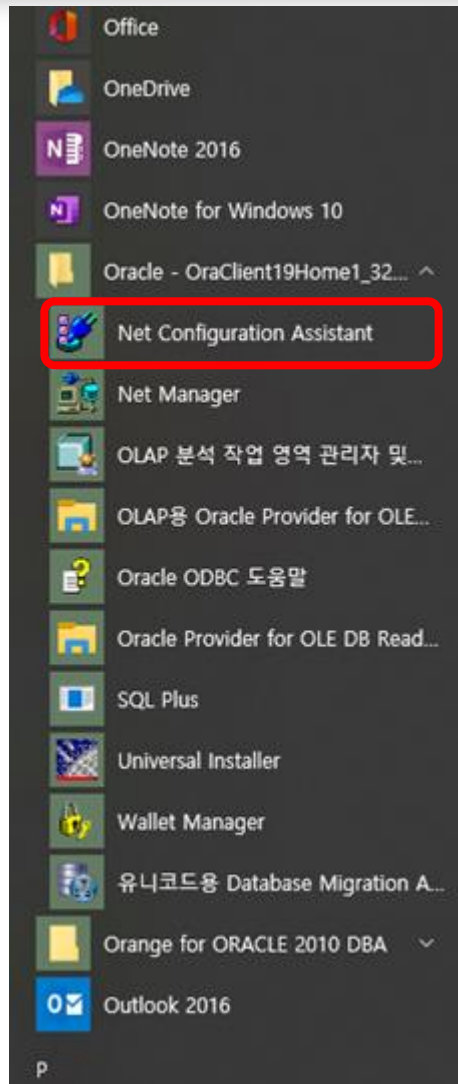 Office
OneDrive
OneNote 2016
OneNote for Windows 10
Oracle - OraClient19Home1_32...
Net Configuration Assistant
Net Manager
OLAP 분석 작업 영역 관리자 및...
OLAP용 Oracle Provider for OLE...
Oracle ODBC 도움말
Oracle Provider for OLE DB Read...
SQL Plus
Universal Installer
Wallet Manager
유니코드용 Database Migration A...
Orange for ORACLE 2010 DBA
Outlook 2016
P